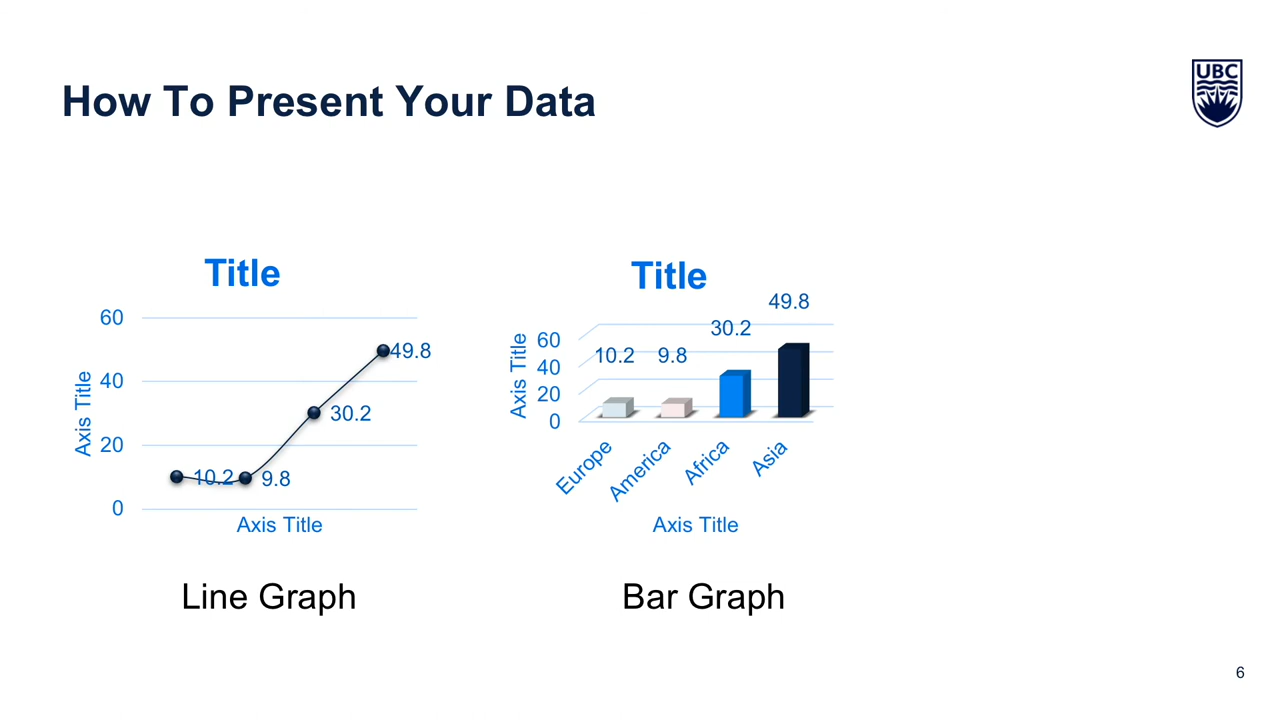 How To Present Your Data
UBC
Title
60
40
20
0
Axis Title
10.2
9.8
30.2
49.8
Axis Title
Line Graph
Title
60
40
20
0
Axis Title
10.2
9.8
30.2
49.8
Europe
America
Africa
Asia
Axis Title
Bar Graph
6